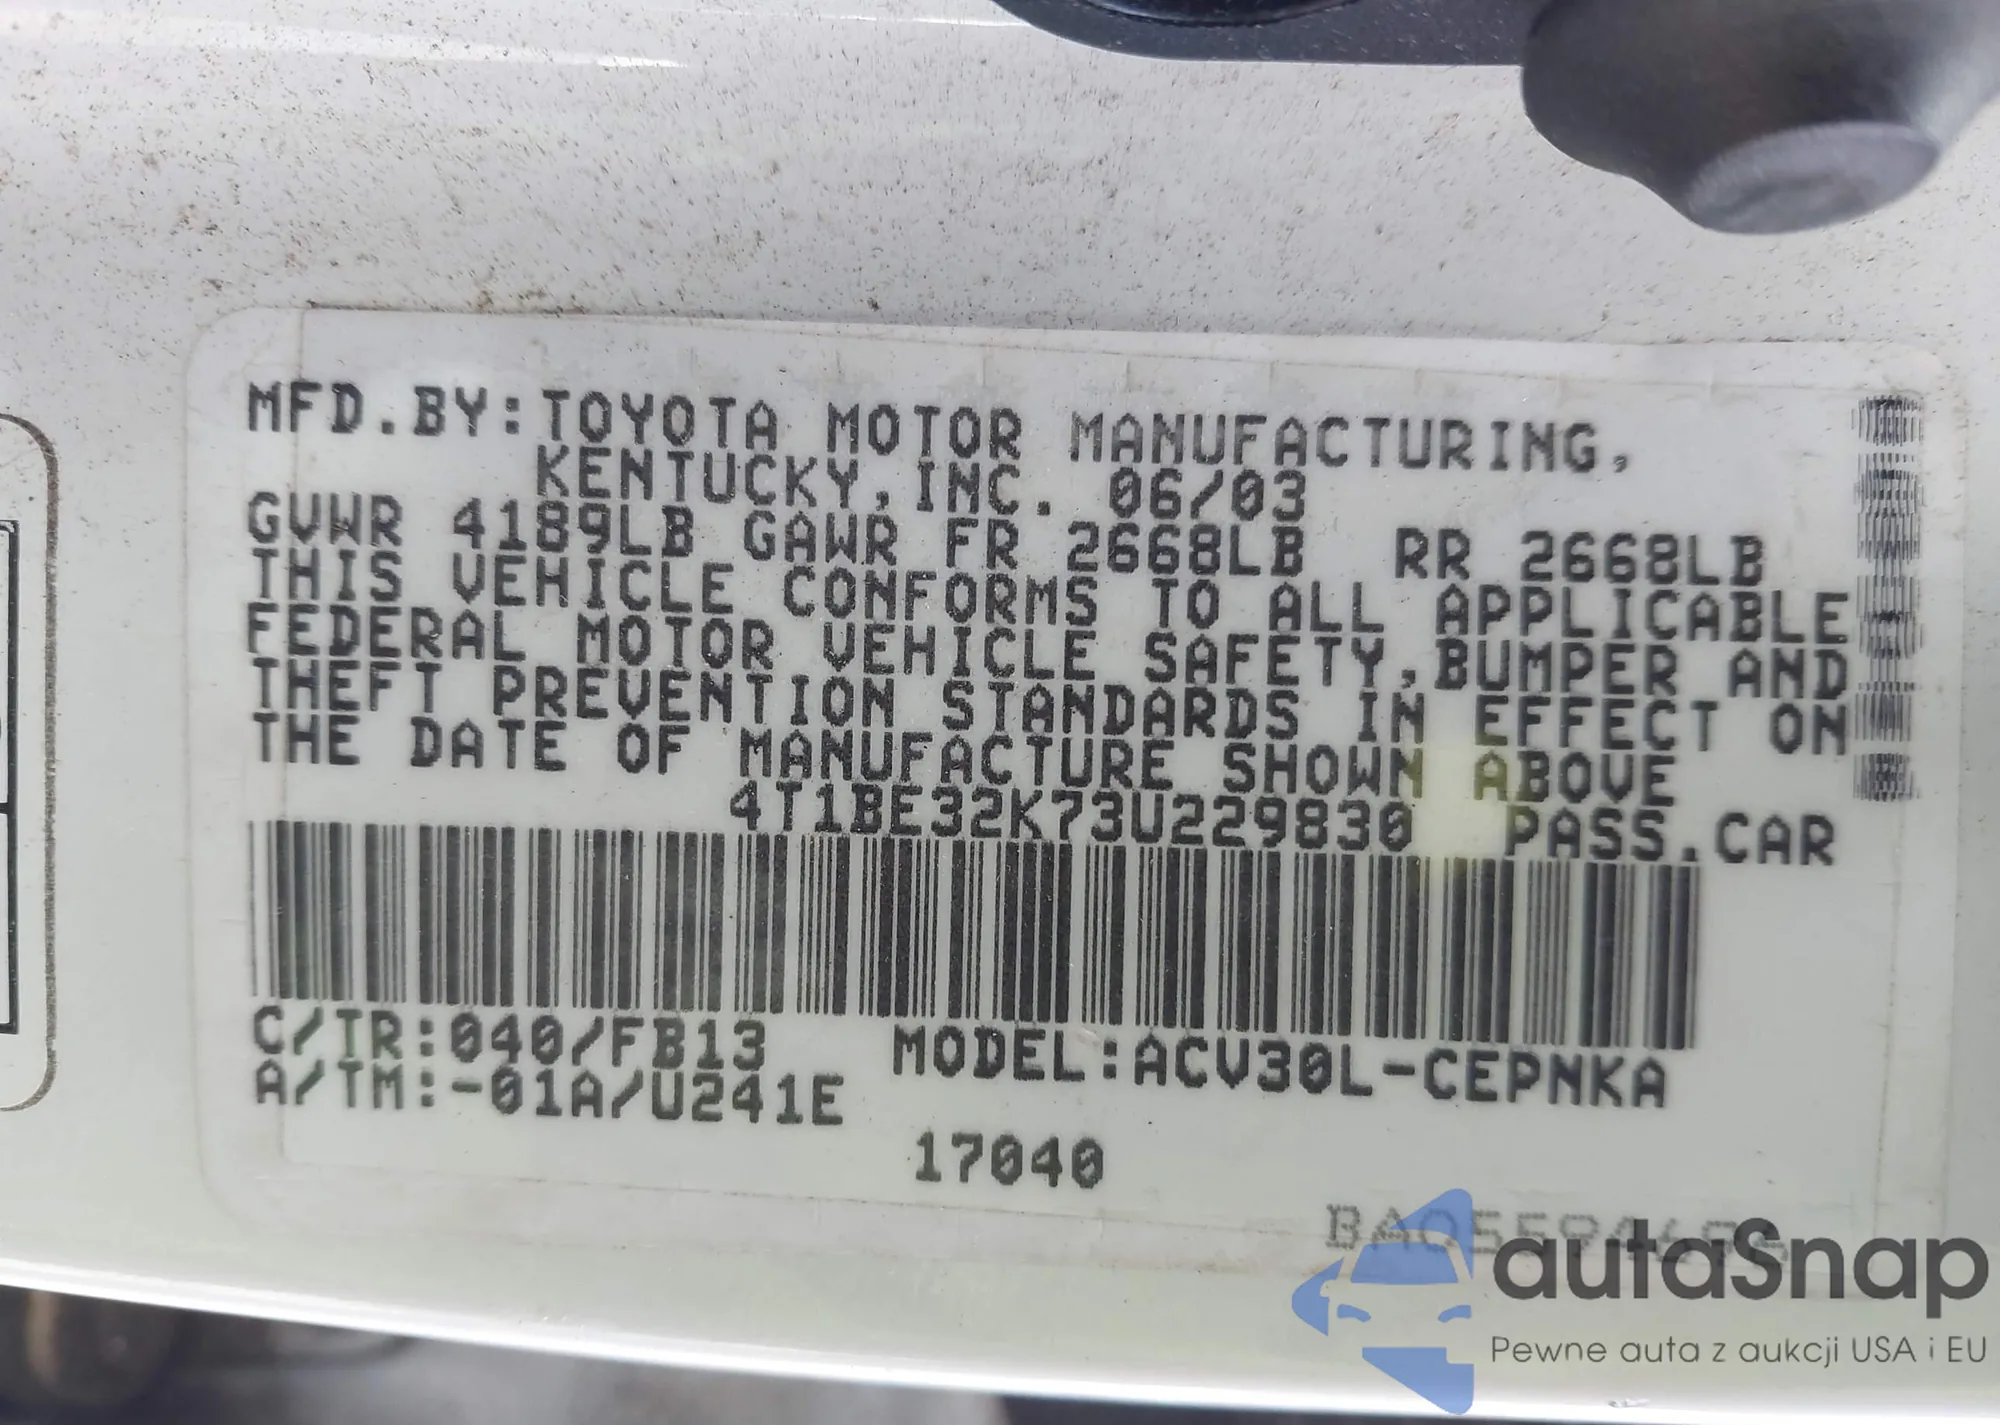 MFD.BY:TOYOTA MOTOR MANUFACTURING,
KENTUCKY,INC. 06/03
GVWR 4189LB GAWR FR 2668LB RR 2668LB
THIS VEHICLE CONFORMS TO ALL APPLICABLE
FEDERAL MOTOR VEHICLE SAFETY,BUMPER AND
THEFT PREVENTION STANDARDS IN EFFECT ON
THE DATE OF MANUFACTURE SHOWN ABOVE
4T1BE32K73U229830 PASS.CAR
C/TR:040/FB13 MODEL:ACV30L-CEPNKA
A/TM:-01A/U241E
17040
autoSnap
Pewne auta z aukcji USA i EU